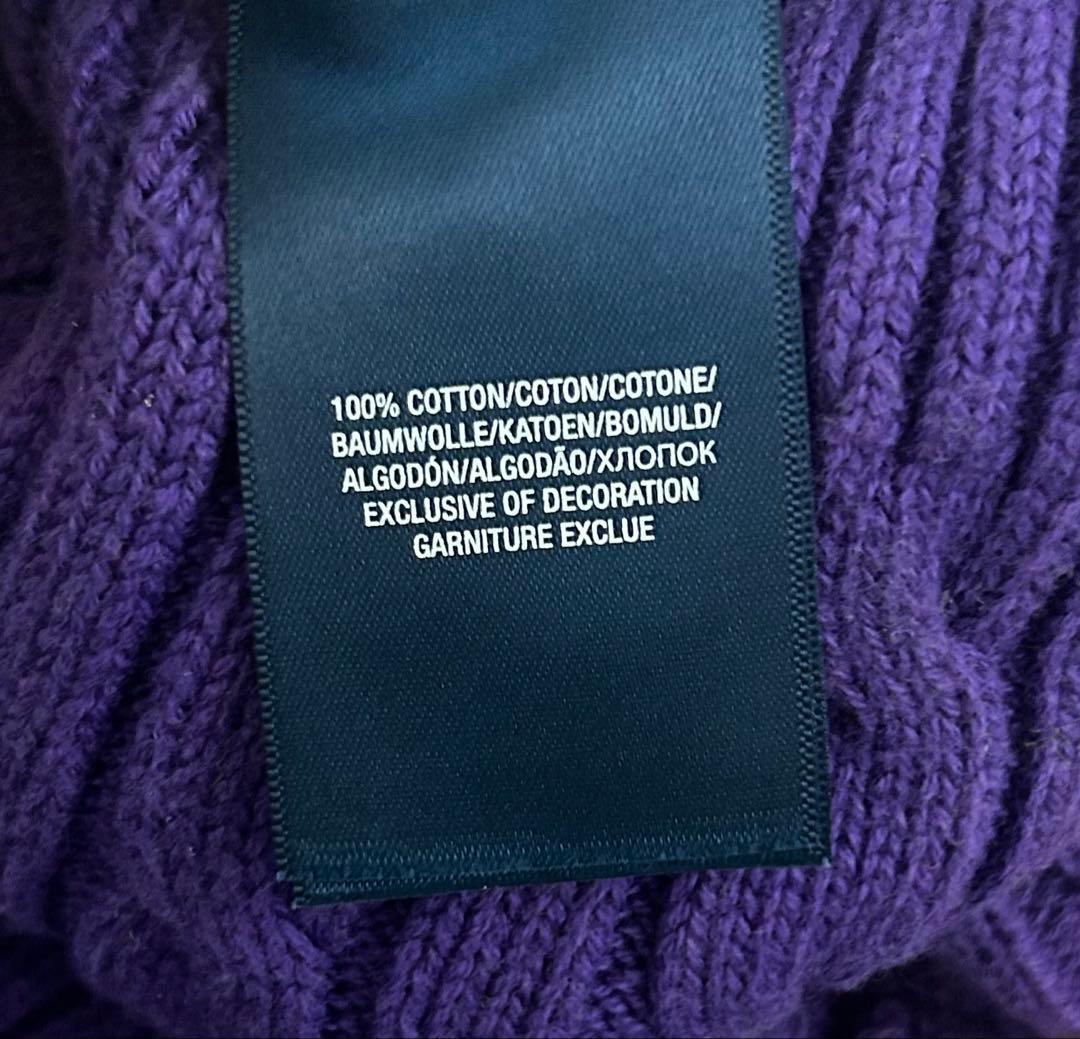 100% COTTON/COTON/COTONE/
BAUMWOLLE/KATOEN/BOMULD/
ALGODÓN/ALGODÃO/ХЛОПОК
EXCLUSIVE OF DECORATION
GARNITURE EXCLUE